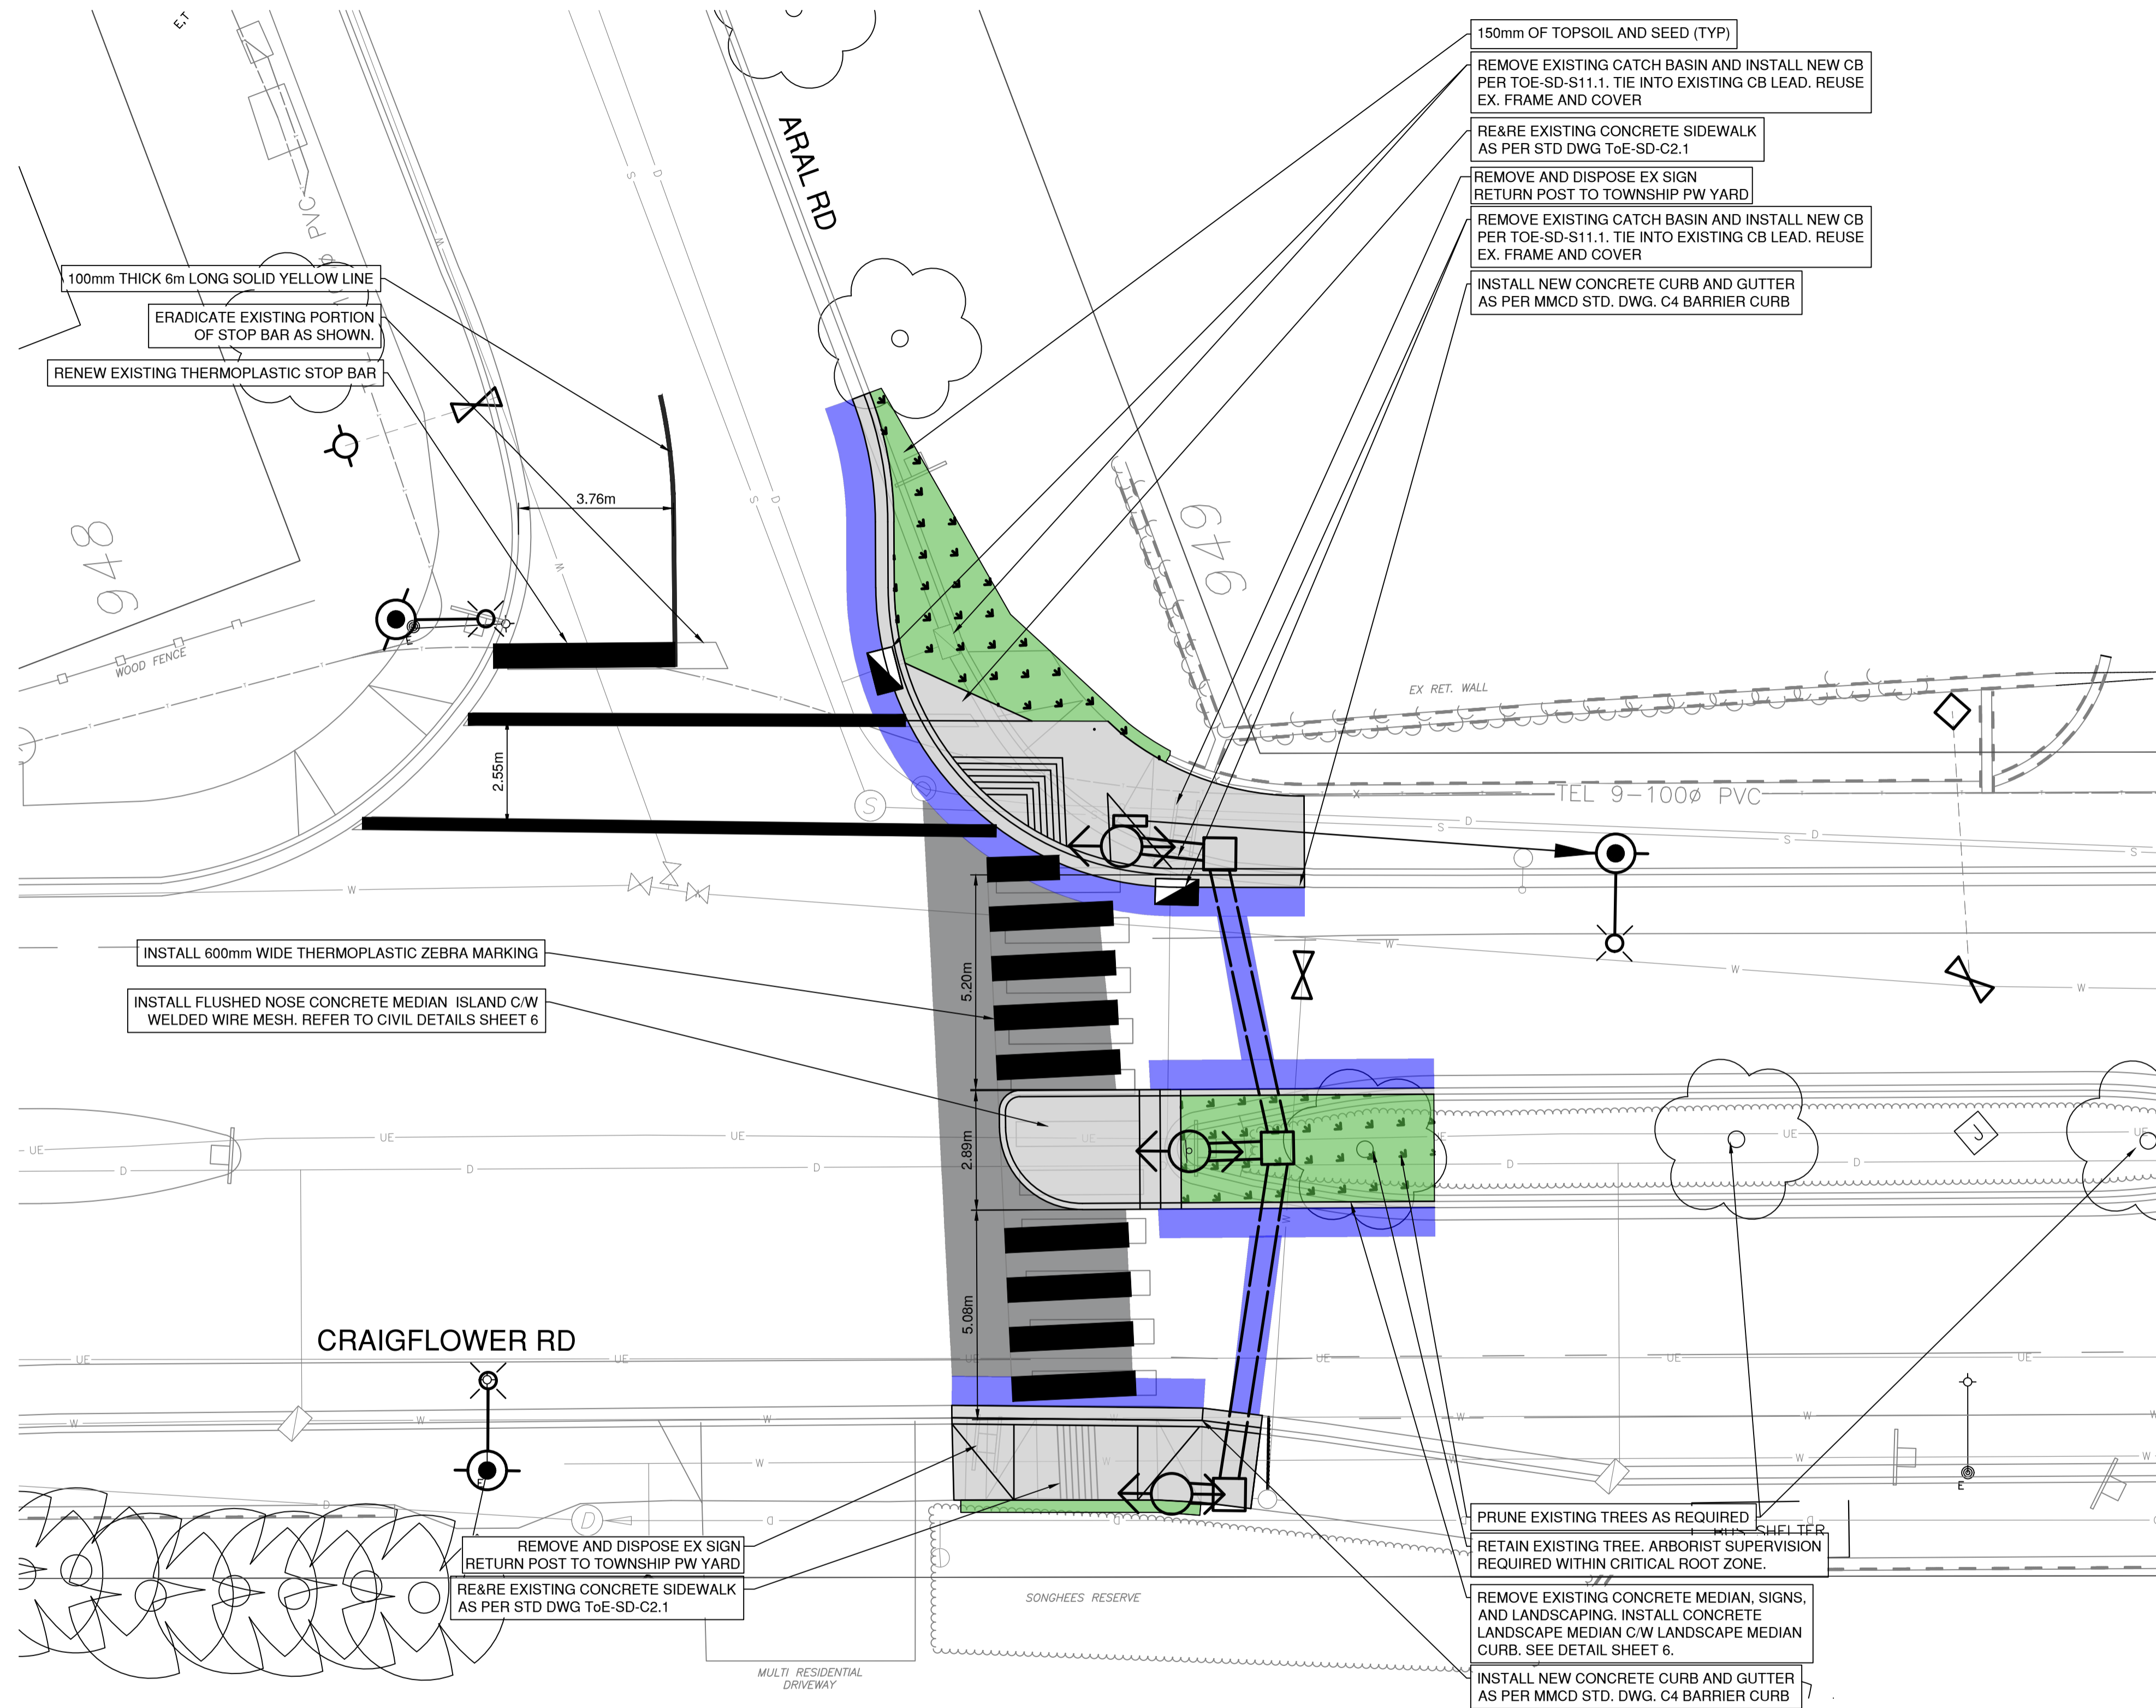 E,T
150mm OF TOPSOIL AND SEED (TYP)
REMOVE EXISTING CATCH BASIN AND INSTALL NEW CB
PER TOE-SD-S11.1. TIE INTO EXISTING CB LEAD. REUSE
EX. FRAME AND COVER
RE&RE EXISTING CONCRETE SIDEWALK
AS PER STD DWG ToE-SD-C2.1
REMOVE AND DISPOSE EX SIGN
RETURN POST TO TOWNSHIP PW YARD
REMOVE EXISTING CATCH BASIN AND INSTALL NEW CB
PER TOE-SD-S11.1. TIE INTO EXISTING CB LEAD. REUSE
EX. FRAME AND COVER
INSTALL NEW CONCRETE CURB AND GUTTER
AS PER MMCD STD. DWG. C4 BARRIER CURB
ARAL RD
PVC
100mm THICK 6m LONG SOLID YELLOW LINE
ERADICATE EXISTING PORTION
OF STOP BAR AS SHOWN.
RENEW EXISTING THERMOPLASTIC STOP BAR
3.76m
948
946
WOOD FENCE
EX RET. WALL
2.55m
TEL 9-100ø PVC
S
D
W
5.20m
INSTALL 600mm WIDE THERMOPLASTIC ZEBRA MARKING
INSTALL FLUSHED NOSE CONCRETE MEDIAN ISLAND C/W
WELDED WIRE MESH. REFER TO CIVIL DETAILS SHEET 6
2.89m
UE
D
J
5.08m
CRAIGFLOWER RD
UE
W
E
D
REMOVE AND DISPOSE EX SIGN
RETURN POST TO TOWNSHIP PW YARD
RE&RE EXISTING CONCRETE SIDEWALK
AS PER STD DWG ToE-SD-C2.1
PRUNE EXISTING TREES AS REQUIRED
BUS SHELTER
RETAIN EXISTING TREE. ARBORIST SUPERVISION
REQUIRED WITHIN CRITICAL ROOT ZONE.
REMOVE EXISTING CONCRETE MEDIAN, SIGNS,
AND LANDSCAPING. INSTALL CONCRETE
LANDSCAPE MEDIAN C/W LANDSCAPE MEDIAN
CURB. SEE DETAIL SHEET 6.
INSTALL NEW CONCRETE CURB AND GUTTER
AS PER MMCD STD. DWG. C4 BARRIER CURB
SONGHEES RESERVE
MULTI RESIDENTIAL
DRIVEWAY